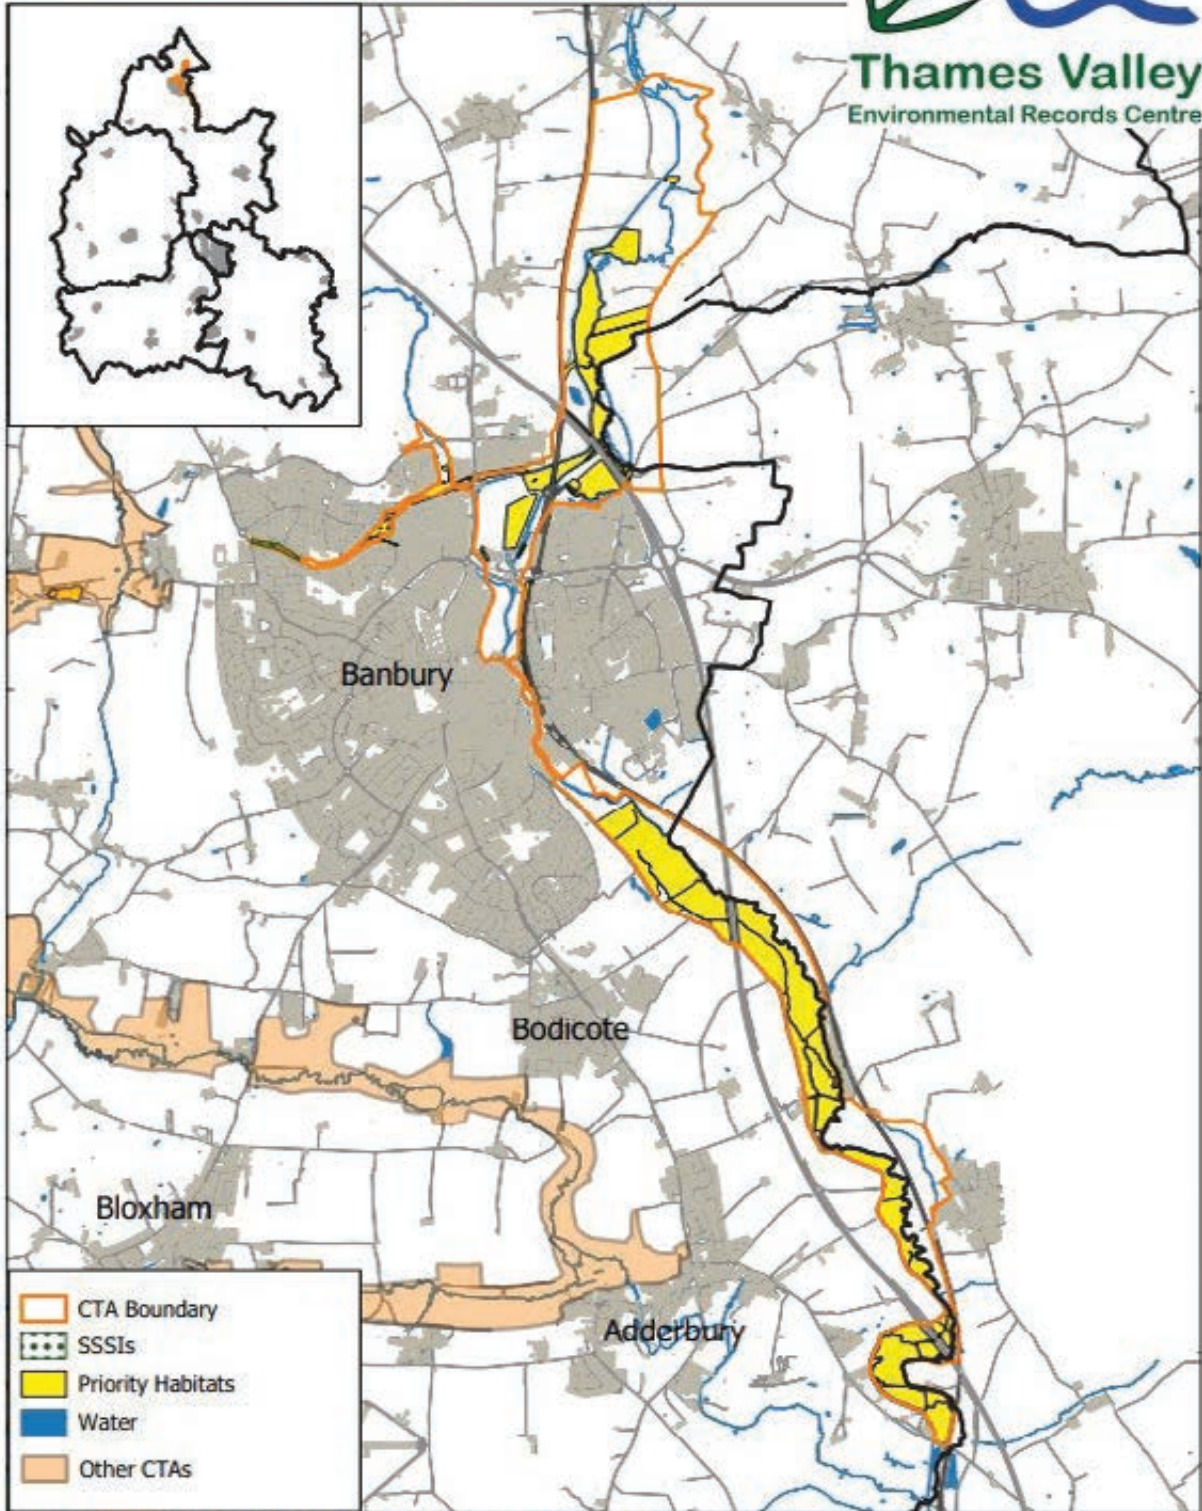 Thames Valley
Environmental Records Centre
Banbury
Bodicote
Bloxham
Adderbury
CTA Boundary
SSSIs
Priority Habitats
Water
Other CTAs